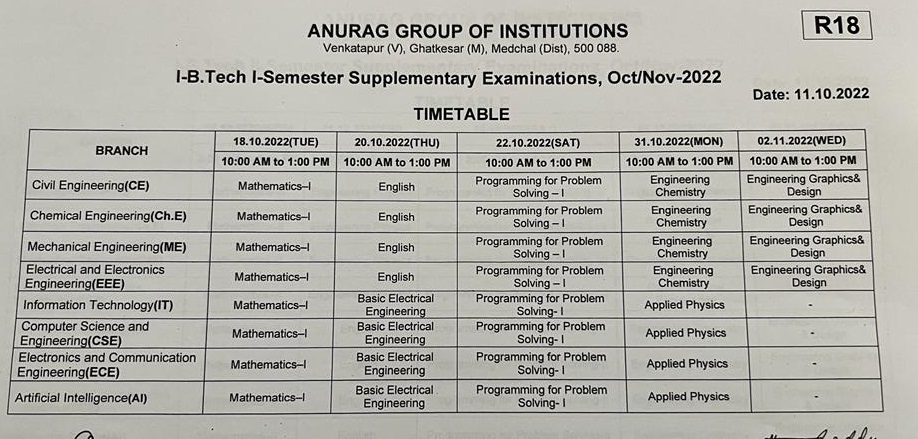 R18
ANURAG GROUP OF INSTITUTIONS
Venkatapur (V), Ghatkesar (M), Medchal (Dist), 500 088.
I-B.Tech I-Semester Supplementary Examinations, Oct/Nov-2022
Date: 11.10.2022
TIMETABLE
BRANCH 18.10.2022(TUE) 20.10.2022(THU) 22.10.2022(SAT) 31.10.2022(MON) 02.11.2022(WED)
10:00 AM to 1:00 PM 10:00 AM to 1:00 PM 10:00 AM to 1:00 PM 10:00 AM to 1:00 PM 10:00 AM to 1:00 PM
Civil Engineering(CE) Mathematics–I English Programming for Problem Engineering Engineering Graphics&
Solving – I Chemistry Design
Chemical Engineering(Ch.E) Mathematics–I English Programming for Problem Engineering Engineering Graphics&
Solving – I Chemistry Design
Mechanical Engineering(ME) Mathematics–I English Programming for Problem Engineering Engineering Graphics&
Solving – I Chemistry Design
Electrical and Electronics Mathematics–I English Programming for Problem Engineering Engineering Graphics&
Engineering(EEE) Solving – I Chemistry Design
Information Technology(IT) Mathematics–I Basic Electrical Programming for Problem Applied Physics -
Engineering Solving- I
Computer Science and Mathematics–I Basic Electrical Programming for Problem Applied Physics -
Engineering(CSE) Engineering Solving- I
Electronics and Communication Mathematics–I Basic Electrical Programming for Problem Applied Physics -
Engineering(ECE) Engineering Solving- I
Artificial Intelligence(AI) Mathematics–I Basic Electrical Programming for Problem Applied Physics -
Engineering Solving- I